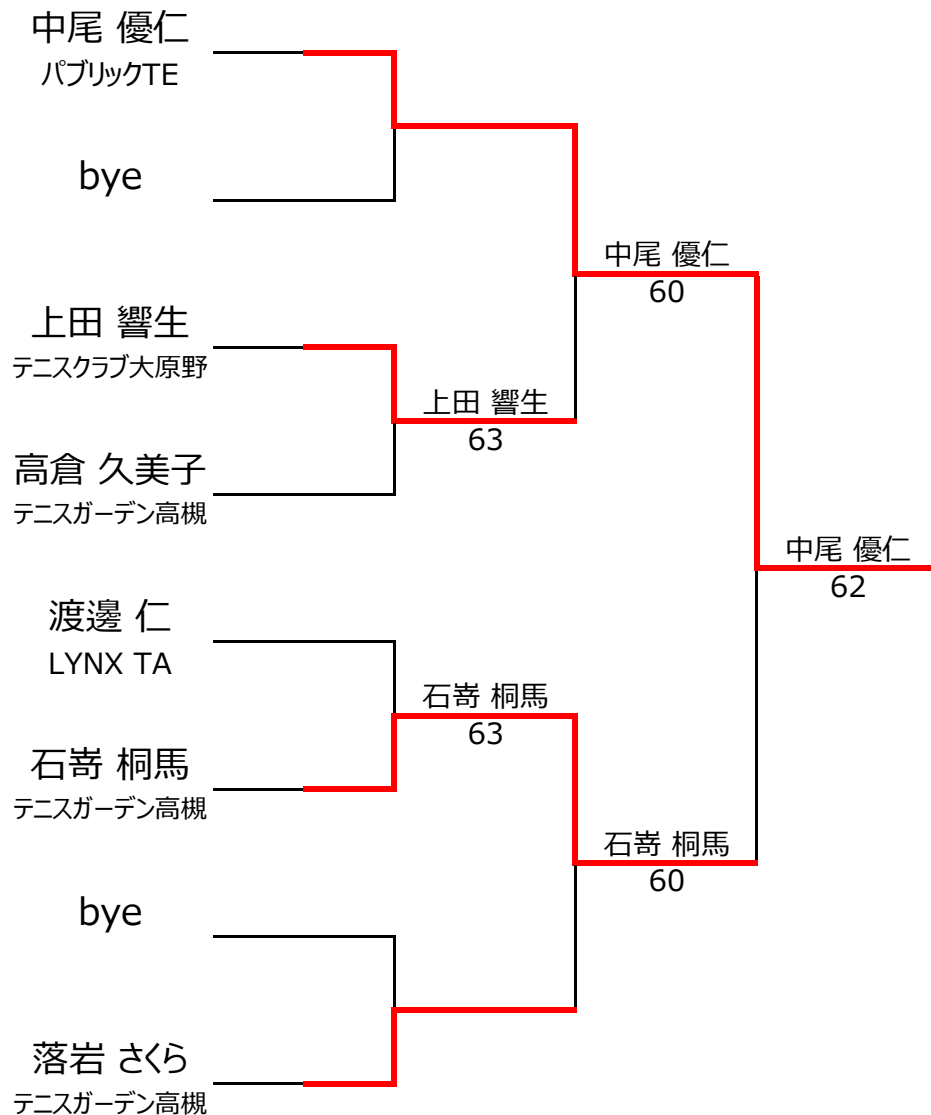 中尾 優仁
パブリックTE
bye
中尾 優仁
60
上田 響生
テニスクラブ大原野
上田 響生
63
高倉 久美子
テニスガーデン高槻
中尾 優仁
62
渡邊 仁
LYNX TA
石嵜 桐馬
63
石嵜 桐馬
テニスガーデン高槻
石嵜 桐馬
60
bye
落岩 さくら
テニスガーデン高槻